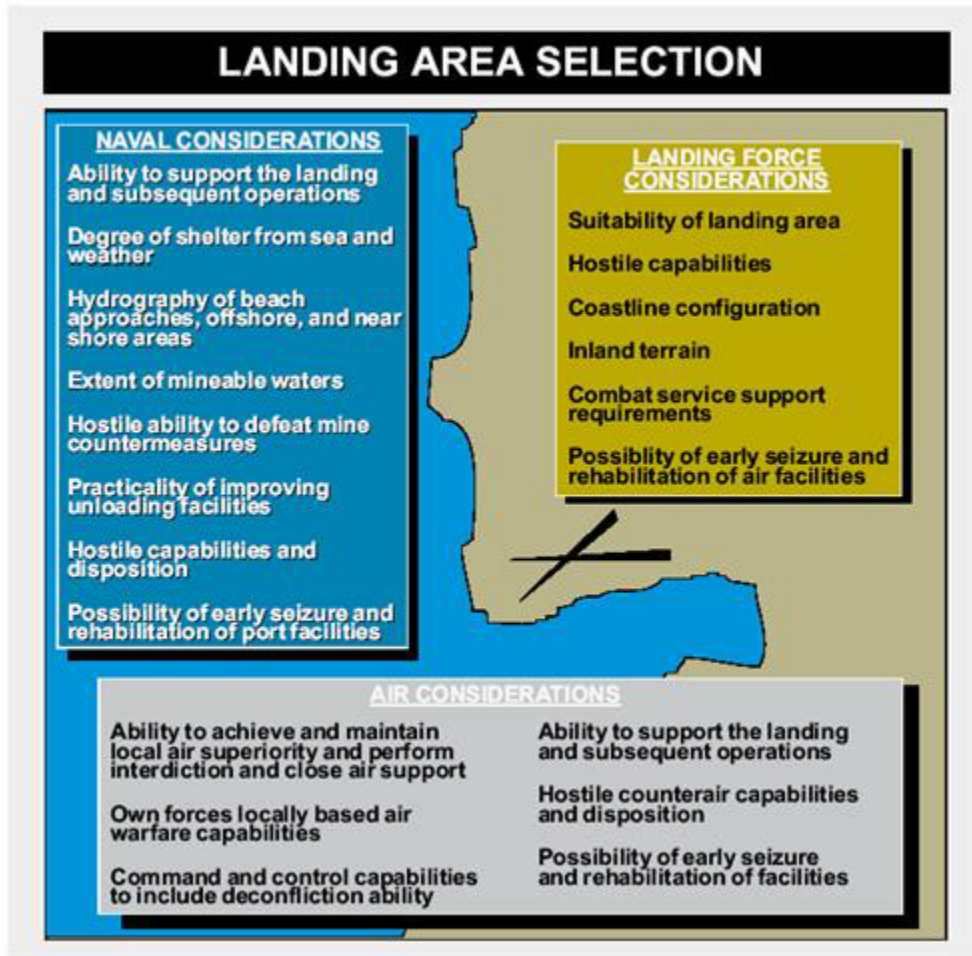 LANDING AREA SELECTION
NAVAL CONSIDERATIONS
Ability to support the landing
and subsequent operations
Degree of shelter from sea and
weather
Hydrography of beach
approaches, offshore, and near
shore areas
Extent of mineable waters
Hostile ability to defeat mine
countermeasures
Practicality of improving
unloading facilities
Hostile capabilities and
disposition
Possibility of early seizure and
rehabilitation of port facilities
LANDING FORCE
CONSIDERATIONS
Suitability of landing area
Hostile capabilities
Coastline configuration
Inland terrain
Combat service support
requirements
Possiblity of early seizure and
rehabilitation of air facilities
AIR CONSIDERATIONS
Ability to achieve and maintain
local air superiority and perform
interdiction and close air support
Own forces locally based air
warfare capabilities
Command and control capabilities
to include deconfliction ability
Ability to support the landing
and subsequent operations
Hostile counterair capabilities
and disposition
Possibility of early seizure
and rehabilitation of facilities